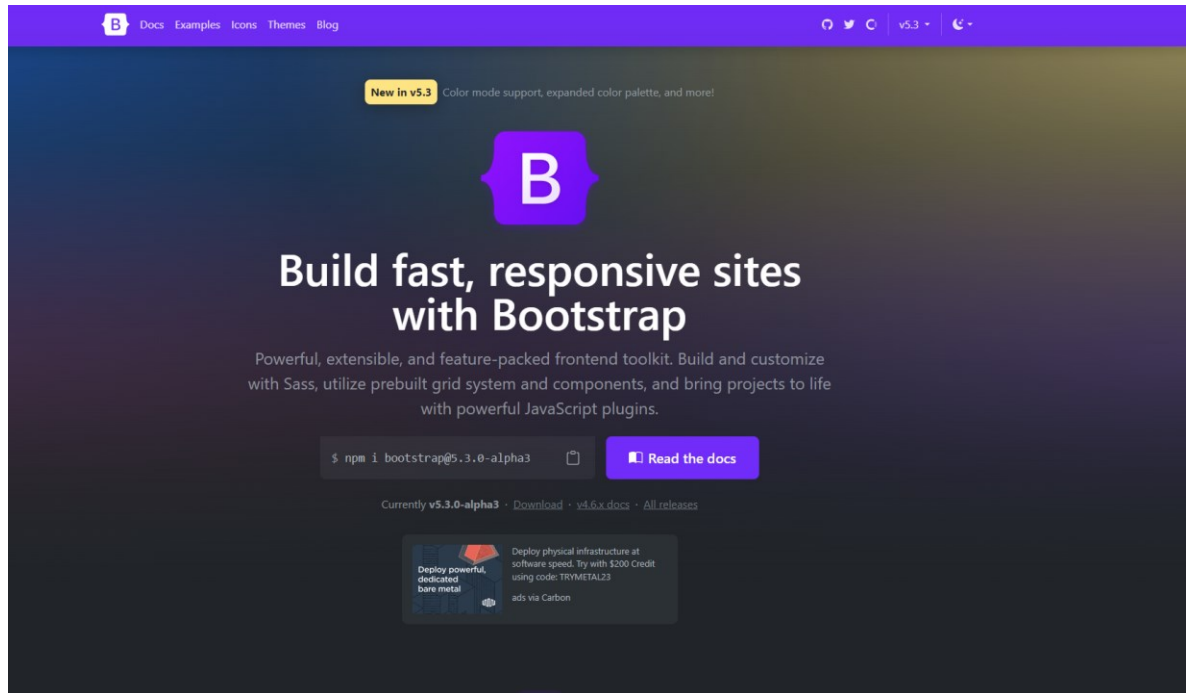 B Docs Examples Icons Themes Blog v5.3
New in v5.3 Color mode support, expanded color palette, and more!
B
Build fast, responsive sites
with Bootstrap
Powerful, extensible, and feature-packed frontend toolkit. Build and customize
with Sass, utilize prebuilt grid system and components, and bring projects to life
with powerful JavaScript plugins.
$ npm i bootstrap@5.3.0-alpha3 Read the docs
Currently v5.3.0-alpha3 · Download · v4.6.x docs · All releases
Deploy powerful,
dedicated
bare metal
Deploy physical infrastructure at
software speed. Try with $200 Credit
using code: TRYMETAL23
ads via Carbon